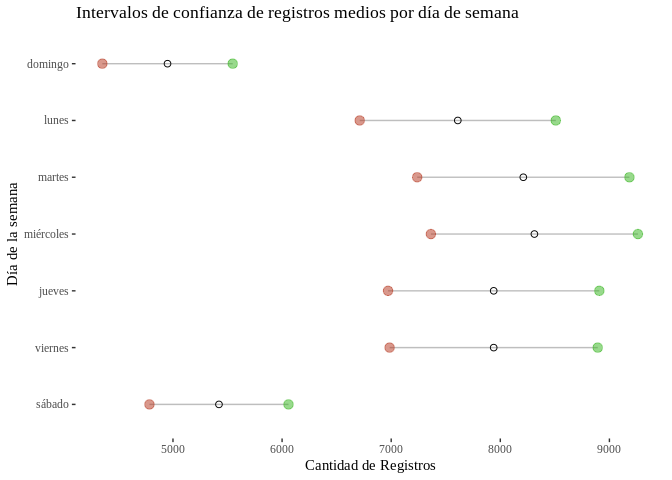 Intervalos de confianza de registros medios por día de semana
Día de la semana
domingo
lunes
martes
miércoles
jueves
viernes
sábado
5000 6000 7000 8000 9000
Cantidad de Registros